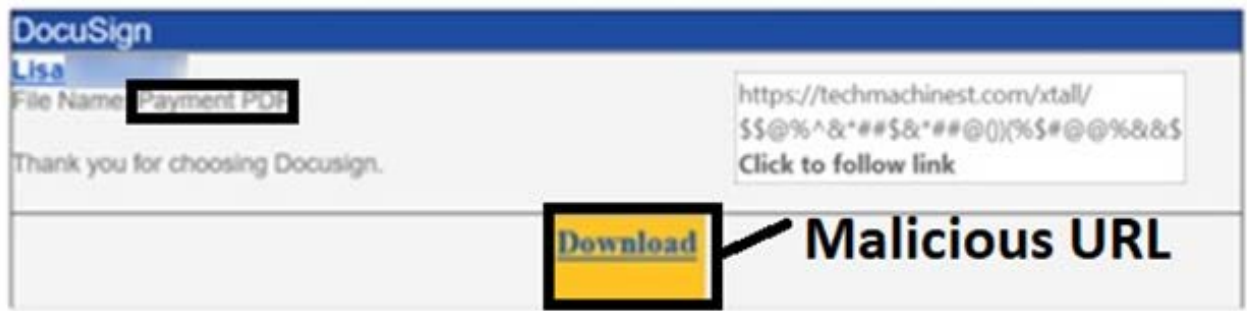 DocuSign
Lisa
File Name: Payment PDF
Thank you for choosing Docusign.
https://techmachinest.com/xtall/
$$@%^&*##$&*##@()){%$#@@%&&$
Click to follow link
Download
Malicious URL